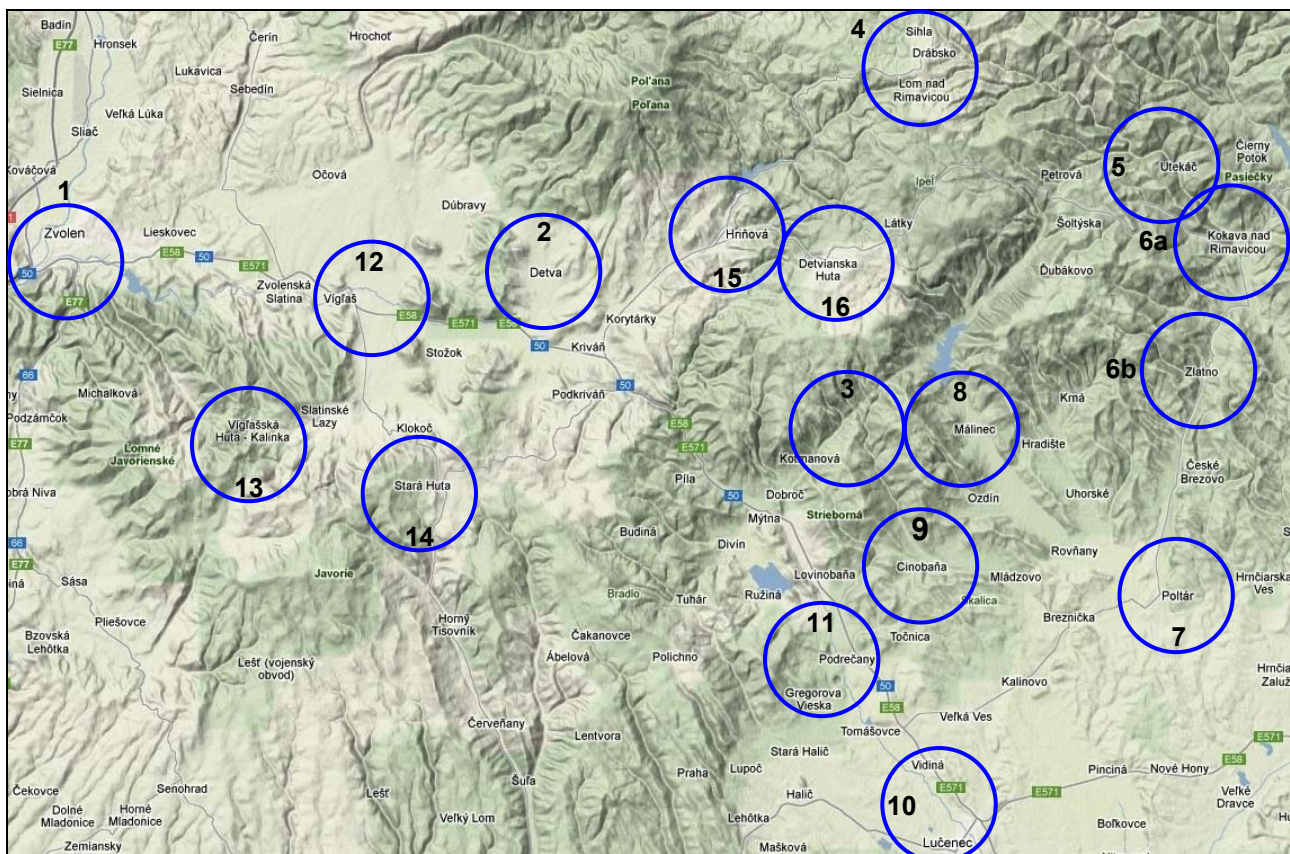 Badín
E77
Hronsek
Čerín
Hrochoť
4
Sihla
Drábsko
Lom nad
Rimavicou
Lukavica
Sebedín
Poľana
Poľana
Sielnica
Veľká Lúka
Sliač
Kováčová
1
Zvolen
Lieskovec
E58
50
E571
50
E77
Očová
Dúbravy
2
Detva
12
Vígľaš
Zvolenská
Slatina
E58
E571
50
Stožok
Korytárky
Kriváň
50
Podkriváň
Hriňová
15
Detvianska
Huta
16
Ipeľ
Látky
Petrová
5
Utekáč
Čierny
Potok
Pasiečky
Šoltýska
6a
Kokava nad
Rimavicou
Ďubákovo
6b
Zlatno
66
Michalková
Podzámčok
E77
Vígľašská
Huta - Kalinka
13
Slatinské
Lazy
Lomné
Javorienské
Klokoč
Stará Huta
14
E58
E571
3
Kotmanová
8
Málinec
Krná
Hradište
České
Brezovo
Píla
50
Dobroč
Mýtna
Strieborná
Ozdín
Uhorské
66
E77
Sása
Pliešovce
Javorie
Budiná
Divín
9
Cinobaňa
Rovňany
Mládzovo
Skalica
Lovinobaňa
Ružiná
Bradlo
Tuhár
Poltár
7
Hrnčiarska
Ves
Breznička
Bzovská
Lehôtka
Horný
Tisovník
Čakanovce
Ábelová
Polichno
11
Podrečany
Gregorova
Vieska
Točnica
Lešť (vojenský
obvod)
Kalinovo
50
E58
Veľká Ves
Tomášovce
Červeňany
Lentvora
Stará Halič
E571
E58
Praha
Lupoč
Vidiná
10
E571
E571
Pinciná
Nové Hony
Veľké
Dravce
Čekovce
Senohrad
Lešť
Šuľa
Dolné
Mladonice
Horné
Mladonice
Zemiansky
Veľký Lom
Halič
Lehôtka
Mašková
Lučenec
Boľkovce